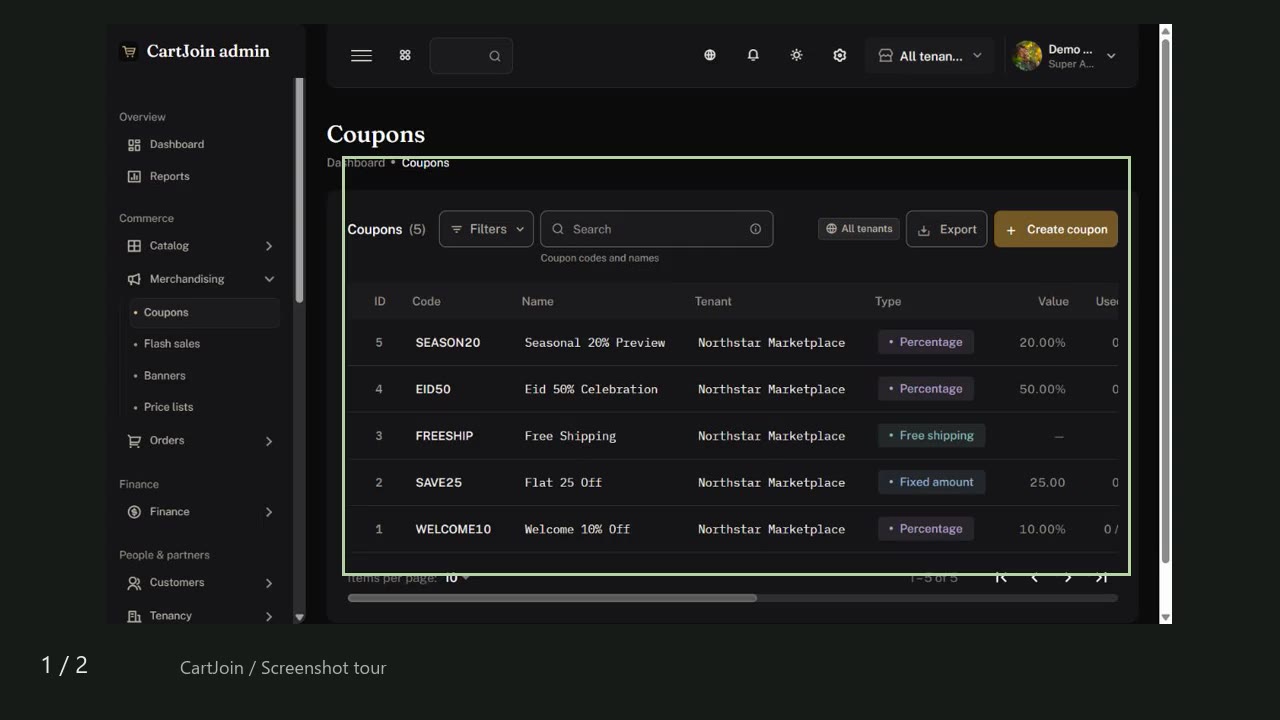 CartJoin admin
All tenan...
Demo ...
Super A...
Overview
Dashboard
Reports
Commerce
Catalog
Merchandising
Coupons
Flash sales
Banners
Price lists
Orders
Finance
Finance
People & partners
Customers
Tenancy
Coupons
Dashboard • Coupons
Coupons (5)
Filters
Search
All tenants
Export
+ Create coupon
Coupon codes and names
ID Code Name Tenant Type Value Used
5 SEASON20 Seasonal 20% Preview Northstar Marketplace • Percentage 20.00% 0
4 EID50 Eid 50% Celebration Northstar Marketplace • Percentage 50.00% 0
3 FREESHIP Free Shipping Northstar Marketplace • Free shipping —
2 SAVE25 Flat 25 Off Northstar Marketplace • Fixed amount 25.00 0
1 WELCOME10 Welcome 10% Off Northstar Marketplace • Percentage 10.00% 0 /
Items per page: 10 1–5 of 5
1 / 2
CartJoin / Screenshot tour